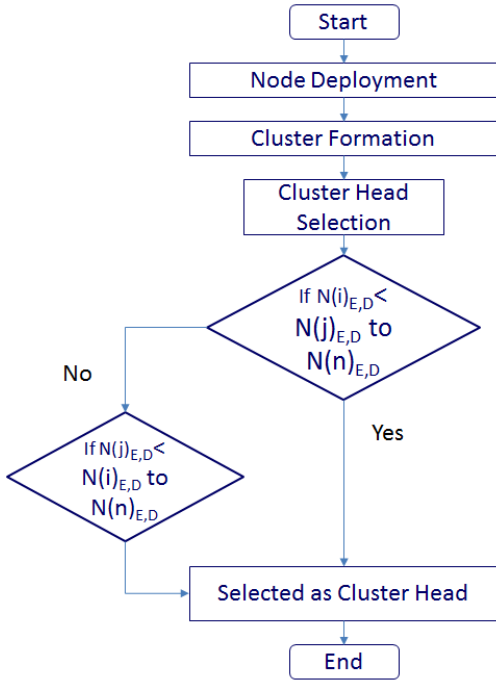 Start
Node Deployment
Cluster Formation
Cluster Head
Selection
If N(i)E,D<
N(j)E,D to
N(n)E,D
No
Yes
If N(j)E,D<
N(i)E,D to
N(n)E,D
Selected as Cluster Head
End